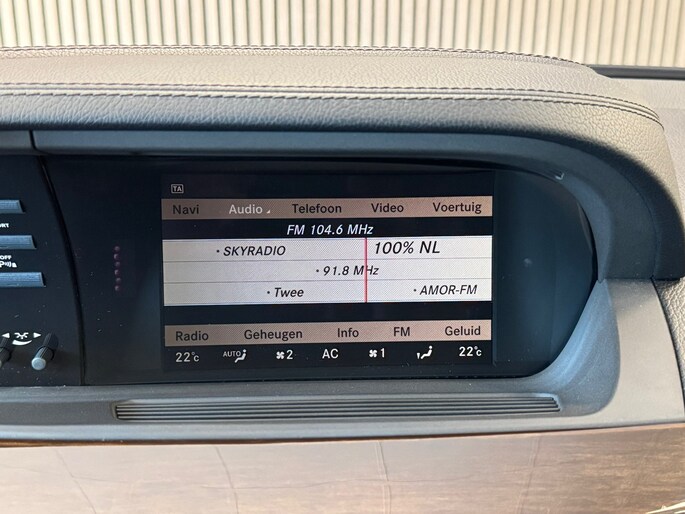 TA
Navi Audio Telefoon Video Voertuig
FM 104.6 MHz
• SKYRADIO 100% NL
• 91.8 MHz
• Twee • AMOR-FM
Radio Geheugen Info FM Geluid
22°C AUTO 2 AC 1 22°C
OFF